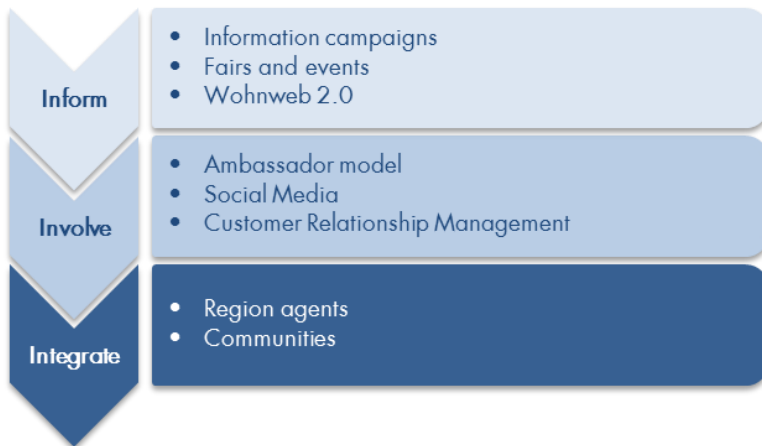 Inform
• Information campaigns
• Fairs and events
• Wohnweb 2.0
Involve
• Ambassador model
• Social Media
• Customer Relationship Management
Integrate
• Region agents
• Communities